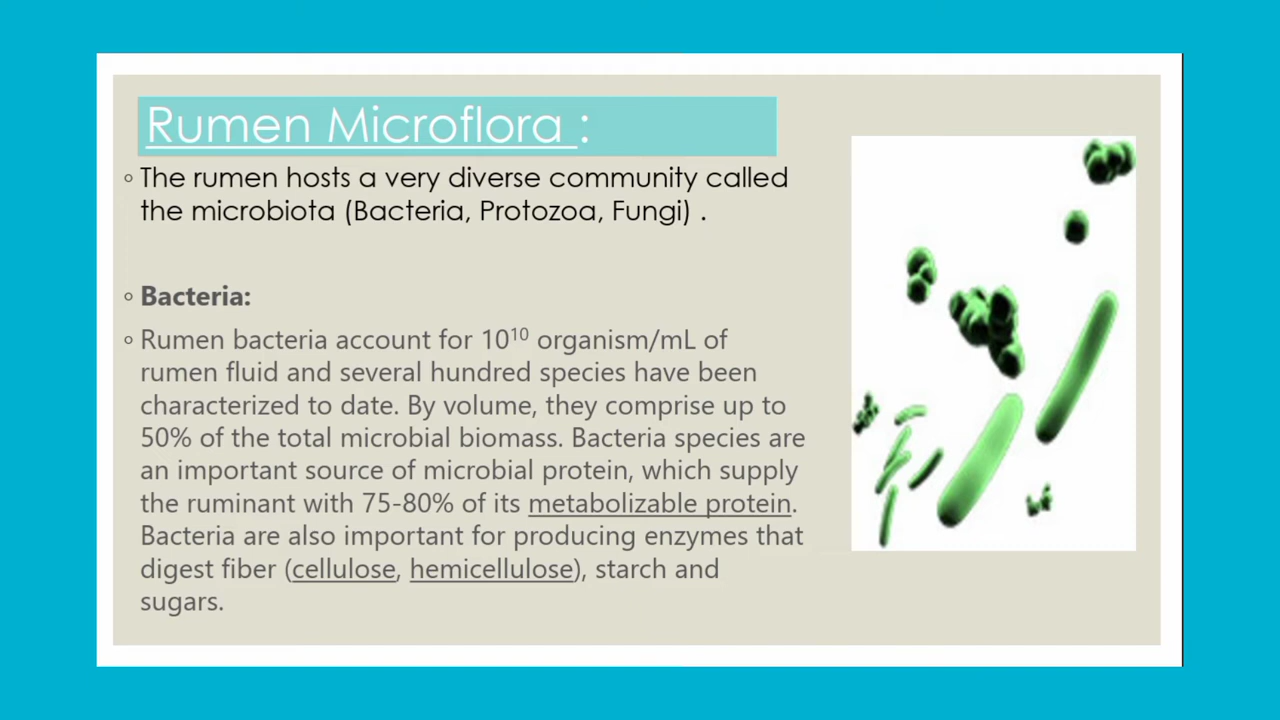 Rumen Microflora :
◦ The rumen hosts a very diverse community called
the microbiota (Bacteria, Protozoa, Fungi) .
◦ Bacteria:
◦ Rumen bacteria account for 10¹⁰ organism/mL of
rumen fluid and several hundred species have been
characterized to date. By volume, they comprise up to
50% of the total microbial biomass. Bacteria species are
an important source of microbial protein, which supply
the ruminant with 75-80% of its metabolizable protein.
Bacteria are also important for producing enzymes that
digest fiber (cellulose, hemicellulose), starch and
sugars.